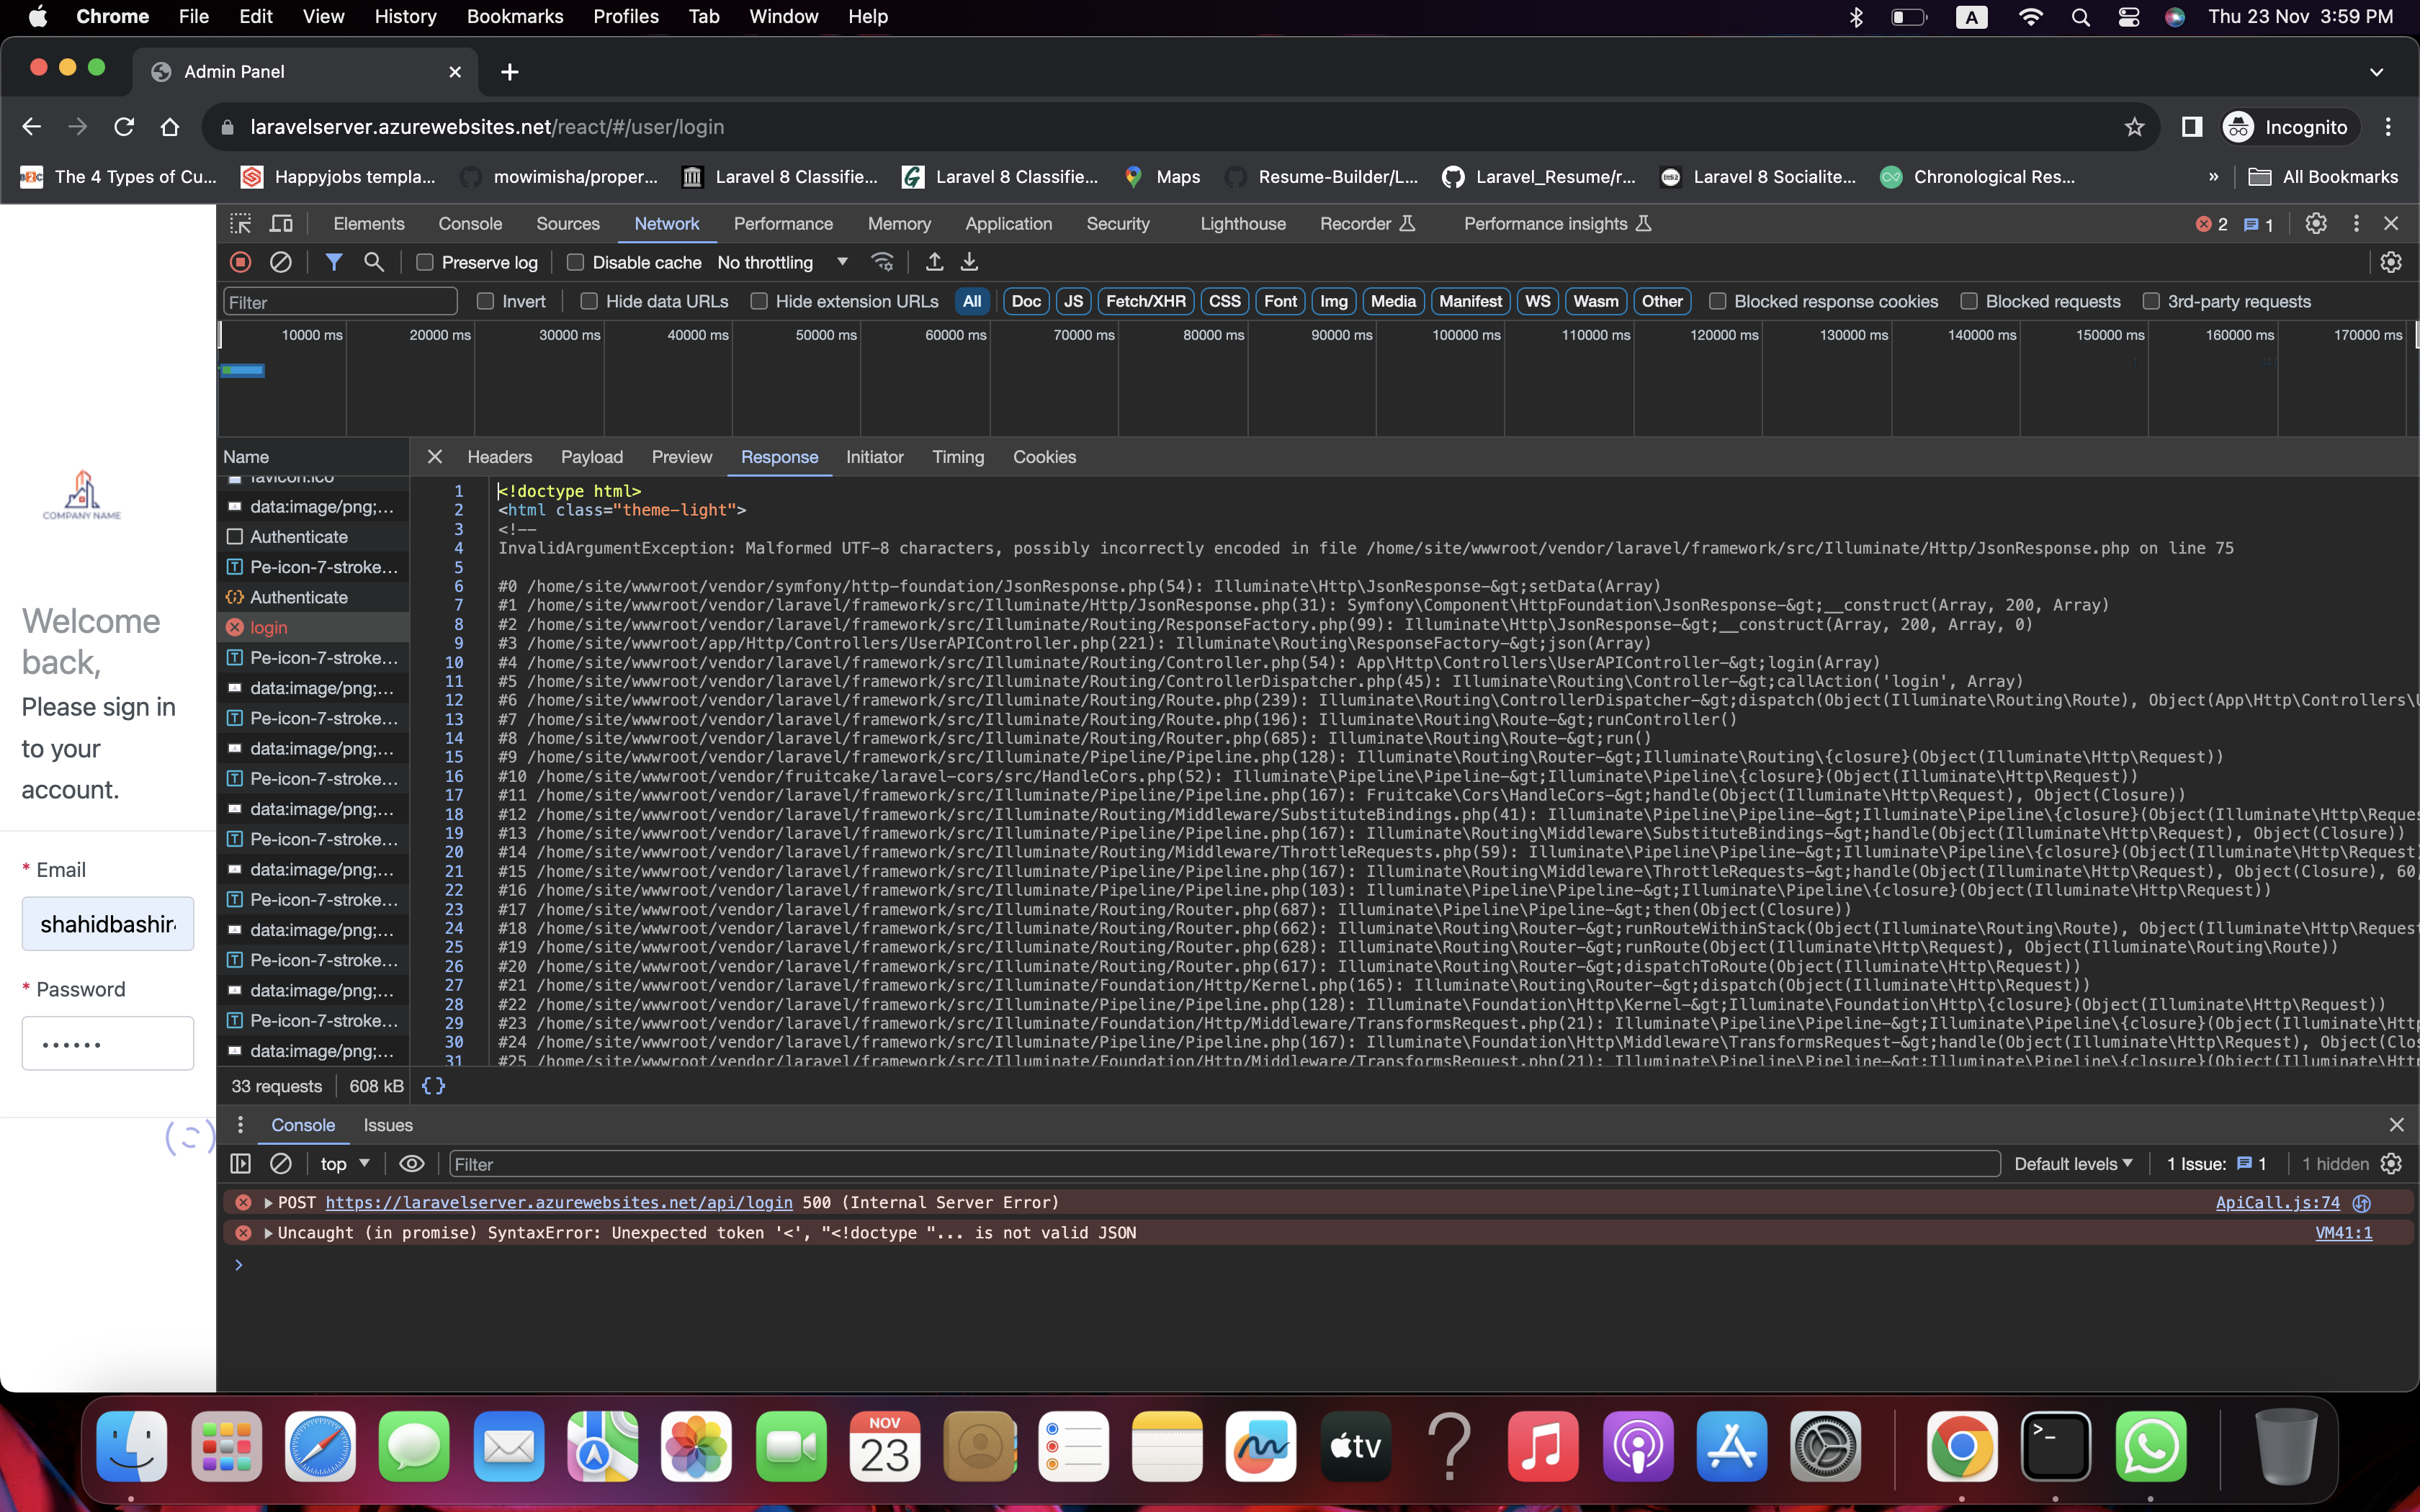 Chrome File Edit View History Bookmarks Profiles Tab Window Help
A
Thu 23 Nov 3:59 PM
Admin Panel
laravelserver.azurewebsites.net/react/#/user/login
Incognito
The 4 Types of Cu... Happyjobs templa... mowimisha/proper... Laravel 8 Classifie... Laravel 8 Classifie... Maps Resume-Builder/L... Laravel_Resume/r... Laravel 8 Socialite... Chronological Res... » All Bookmarks
Elements Console Sources Network Performance Memory Application Security Lighthouse Recorder Performance insights 2 1
Preserve log Disable cache No throttling
Filter Invert Hide data URLs Hide extension URLs All Doc JS Fetch/XHR CSS Font Img Media Manifest WS Wasm Other Blocked response cookies Blocked requests 3rd-party requests
10000 ms 20000 ms 30000 ms 40000 ms 50000 ms 60000 ms 70000 ms 80000 ms 90000 ms 100000 ms 110000 ms 120000 ms 130000 ms 140000 ms 150000 ms 160000 ms 170000 ms
COMPANY NAME
Welcome
back,
Please sign in
to your
account.
* Email
shahidbashir
* Password
••••••
Name
favicon.ico
data:image/png;...
Authenticate
Pe-icon-7-stroke...
Authenticate
login
Pe-icon-7-stroke...
data:image/png;...
Pe-icon-7-stroke...
data:image/png;...
Pe-icon-7-stroke...
data:image/png;...
Pe-icon-7-stroke...
data:image/png;...
Pe-icon-7-stroke...
data:image/png;...
Pe-icon-7-stroke...
data:image/png;...
Pe-icon-7-stroke...
data:image/png;...
33 requests 608 kB {}
Headers Payload Preview Response Initiator Timing Cookies
1 <!doctype html>
2 <html class="theme-light">
3 <!--
4 InvalidArgumentException: Malformed UTF-8 characters, possibly incorrectly encoded in file /home/site/wwwroot/vendor/laravel/framework/src/Illuminate/Http/JsonResponse.php on line 75
5
6 #0 /home/site/wwwroot/vendor/symfony/http-foundation/JsonResponse.php(54): Illuminate\Http\JsonResponse-&gt;setData(Array)
7 #1 /home/site/wwwroot/vendor/laravel/framework/src/Illuminate/Http/JsonResponse.php(31): Symfony\Component\HttpFoundation\JsonResponse-&gt;__construct(Array, 200, Array)
8 #2 /home/site/wwwroot/vendor/laravel/framework/src/Illuminate/Routing/ResponseFactory.php(99): Illuminate\Http\JsonResponse-&gt;__construct(Array, 200, Array, 0)
9 #3 /home/site/wwwroot/app/Http/Controllers/UserAPIController.php(221): Illuminate\Routing\ResponseFactory-&gt;json(Array)
10 #4 /home/site/wwwroot/vendor/laravel/framework/src/Illuminate/Routing/Controller.php(54): App\Http\Controllers\UserAPIController-&gt;login(Array)
11 #5 /home/site/wwwroot/vendor/laravel/framework/src/Illuminate/Routing/ControllerDispatcher.php(45): Illuminate\Routing\Controller-&gt;callAction('login', Array)
12 #6 /home/site/wwwroot/vendor/laravel/framework/src/Illuminate/Routing/Route.php(239): Illuminate\Routing\ControllerDispatcher-&gt;dispatch(Object(Illuminate\Routing\Route), Object(App\Http\Controllers\U
13 #7 /home/site/wwwroot/vendor/laravel/framework/src/Illuminate/Routing/Route.php(196): Illuminate\Routing\Route-&gt;runController()
14 #8 /home/site/wwwroot/vendor/laravel/framework/src/Illuminate/Routing/Router.php(685): Illuminate\Routing\Route-&gt;run()
15 #9 /home/site/wwwroot/vendor/laravel/framework/src/Illuminate/Pipeline/Pipeline.php(128): Illuminate\Routing\Router-&gt;Illuminate\Routing\{closure}(Object(Illuminate\Http\Request))
16 #10 /home/site/wwwroot/vendor/fruitcake/laravel-cors/src/HandleCors.php(52): Illuminate\Pipeline\Pipeline-&gt;Illuminate\Pipeline\{closure}(Object(Illuminate\Http\Request))
17 #11 /home/site/wwwroot/vendor/laravel/framework/src/Illuminate/Pipeline/Pipeline.php(167): Fruitcake\Cors\HandleCors-&gt;handle(Object(Illuminate\Http\Request), Object(Closure))
18 #12 /home/site/wwwroot/vendor/laravel/framework/src/Illuminate/Routing/Middleware/SubstituteBindings.php(41): Illuminate\Pipeline\Pipeline-&gt;Illuminate\Pipeline\{closure}(Object(Illuminate\Http\Reques
19 #13 /home/site/wwwroot/vendor/laravel/framework/src/Illuminate/Pipeline/Pipeline.php(167): Illuminate\Routing\Middleware\SubstituteBindings-&gt;handle(Object(Illuminate\Http\Request), Object(Closure))
20 #14 /home/site/wwwroot/vendor/laravel/framework/src/Illuminate/Routing/Middleware/ThrottleRequests.php(59): Illuminate\Pipeline\Pipeline-&gt;Illuminate\Pipeline\{closure}(Object(Illuminate\Http\Request)
21 #15 /home/site/wwwroot/vendor/laravel/framework/src/Illuminate/Pipeline/Pipeline.php(167): Illuminate\Routing\Middleware\ThrottleRequests-&gt;handle(Object(Illuminate\Http\Request), Object(Closure), 60,
22 #16 /home/site/wwwroot/vendor/laravel/framework/src/Illuminate/Pipeline/Pipeline.php(103): Illuminate\Pipeline\Pipeline-&gt;Illuminate\Pipeline\{closure}(Object(Illuminate\Http\Request))
23 #17 /home/site/wwwroot/vendor/laravel/framework/src/Illuminate/Routing/Router.php(687): Illuminate\Pipeline\Pipeline-&gt;then(Object(Closure))
24 #18 /home/site/wwwroot/vendor/laravel/framework/src/Illuminate/Routing/Router.php(662): Illuminate\Routing\Router-&gt;runRouteWithinStack(Object(Illuminate\Routing\Route), Object(Illuminate\Http\Request
25 #19 /home/site/wwwroot/vendor/laravel/framework/src/Illuminate/Routing/Router.php(628): Illuminate\Routing\Router-&gt;runRoute(Object(Illuminate\Http\Request), Object(Illuminate\Routing\Route))
26 #20 /home/site/wwwroot/vendor/laravel/framework/src/Illuminate/Routing/Router.php(617): Illuminate\Routing\Router-&gt;dispatchToRoute(Object(Illuminate\Http\Request))
27 #21 /home/site/wwwroot/vendor/laravel/framework/src/Illuminate/Foundation/Http/Kernel.php(165): Illuminate\Routing\Router-&gt;dispatch(Object(Illuminate\Http\Request))
28 #22 /home/site/wwwroot/vendor/laravel/framework/src/Illuminate/Pipeline/Pipeline.php(128): Illuminate\Foundation\Http\Kernel-&gt;Illuminate\Foundation\Http\{closure}(Object(Illuminate\Http\Request))
29 #23 /home/site/wwwroot/vendor/laravel/framework/src/Illuminate/Foundation/Http/Middleware/TransformsRequest.php(21): Illuminate\Pipeline\Pipeline-&gt;Illuminate\Pipeline\{closure}(Object(Illuminate\Http
30 #24 /home/site/wwwroot/vendor/laravel/framework/src/Illuminate/Pipeline/Pipeline.php(167): Illuminate\Foundation\Http\Middleware\TransformsRequest-&gt;handle(Object(Illuminate\Http\Request), Object(Clos
31 #25 /home/site/wwwroot/vendor/laravel/framework/src/Illuminate/Foundation/Http/Middleware/TransformsRequest.php(21): Illuminate\Pipeline\Pipeline-&gt;Illuminate\Pipeline\{closure}(Object(Illuminate\Http
Console Issues
top Filter Default levels 1 Issue: 1 1 hidden
POST https://laravelserver.azurewebsites.net/api/login 500 (Internal Server Error) ApiCall.js:74
Uncaught (in promise) SyntaxError: Unexpected token '<', "<!doctype "... is not valid JSON VM41:1
NOV
23
tv
?